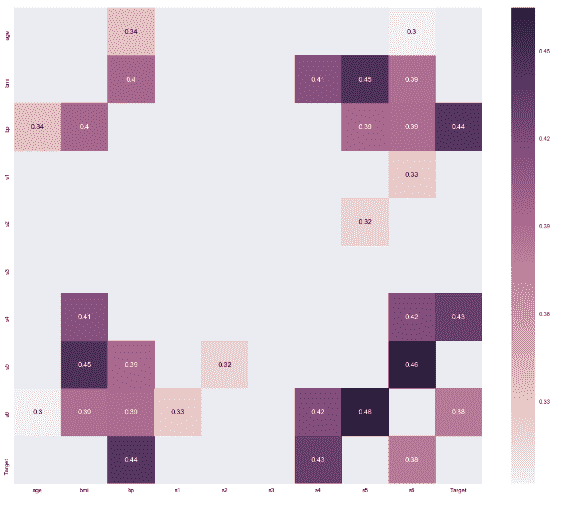 age 0.34 0.3
bmi 0.4 0.41 0.45 0.39
bp 0.34 0.4 0.39 0.39 0.44
s1 0.33
s2 0.32
s3
s4 0.41 0.42 0.43
s5 0.45 0.39 0.32 0.46
s6 0.3 0.39 0.39 0.33 0.42 0.46 0.38
Target 0.44 0.43 0.38
age bmi bp s1 s2 s3 s4 s5 s6 Target
0.45
0.42
0.39
0.36
0.33